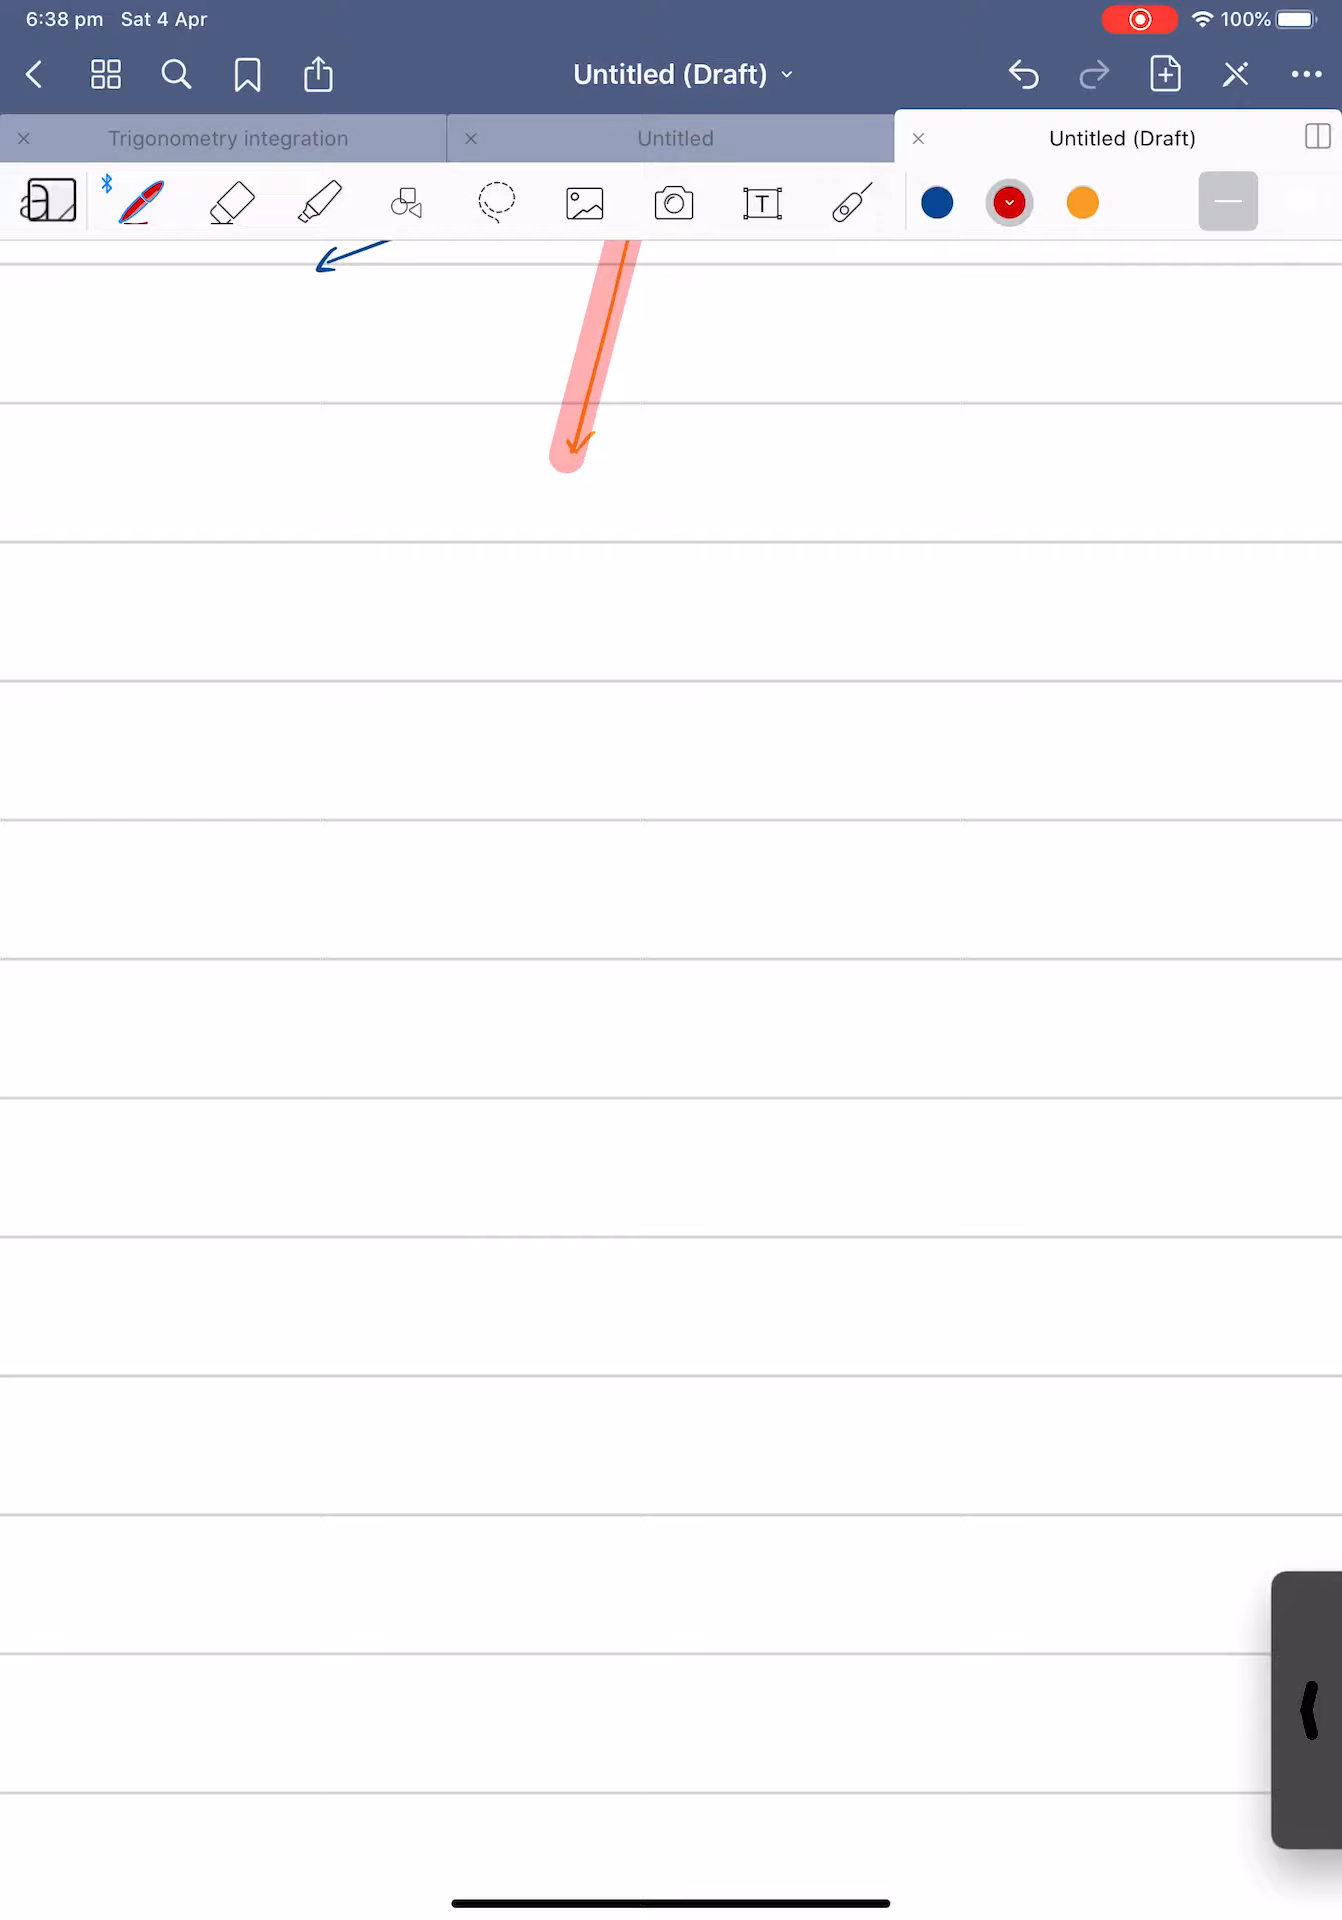 6:38 pm Sat 4 Apr 100%
Untitled (Draft)
Trigonometry integration Untitled Untitled (Draft)
a T